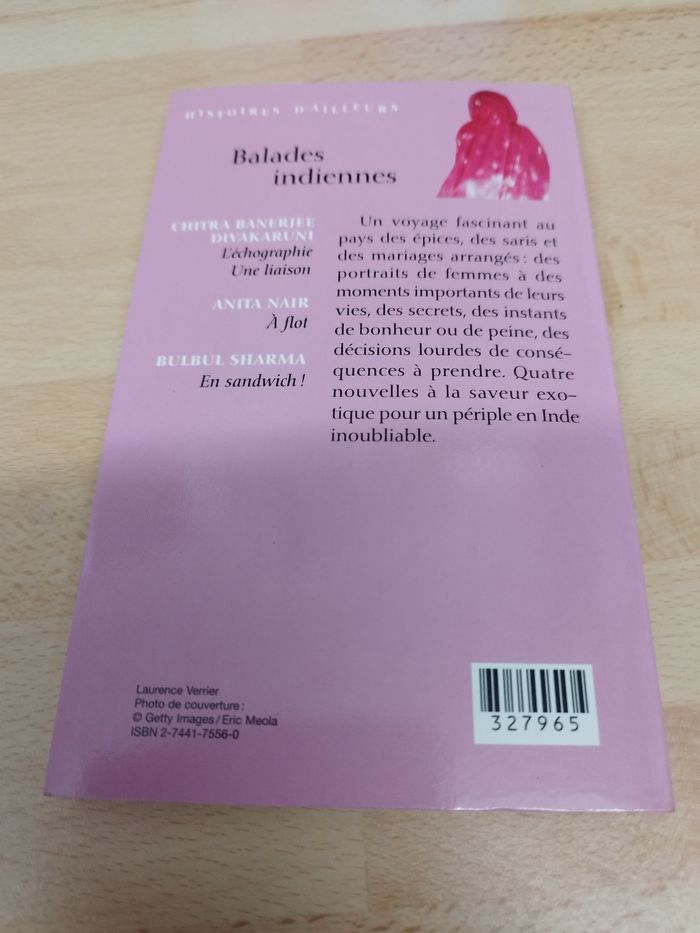 HISTOIRES D'AILLEURS
Balades
indiennes
CHITRA BANERJEE
DIVAKARUNI
L'échographie
Une liaison
ANITA NAIR
À flot
BULBUL SHARMA
En sandwich !
Un voyage fascinant au
pays des épices, des saris et
des mariages arrangés : des
portraits de femmes à des
moments importants de leurs
vies, des secrets, des instants
de bonheur ou de peine, des
décisions lourdes de consé-
quences à prendre. Quatre
nouvelles à la saveur exo-
tique pour un périple en Inde
inoubliable.
Laurence Verrier
Photo de couverture :
© Getty Images / Eric Meola
ISBN 2-7441-7556-0
327965